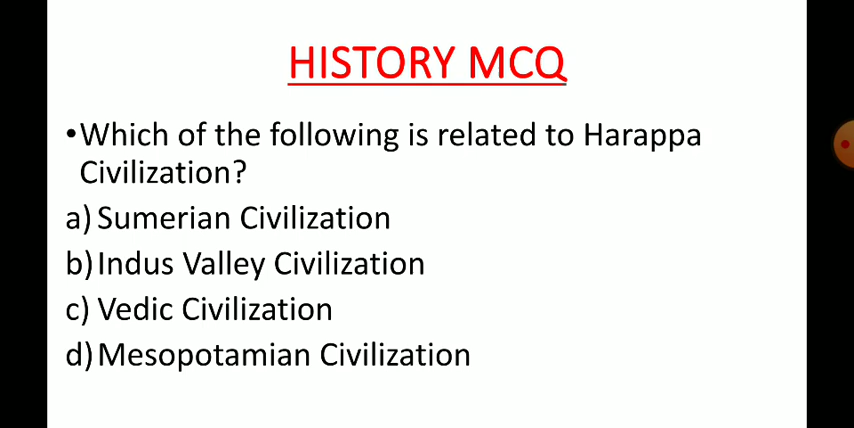 HISTORY MCQ
•Which of the following is related to Harappa
Civilization?
a) Sumerian Civilization
b) Indus Valley Civilization
c) Vedic Civilization
d) Mesopotamian Civilization